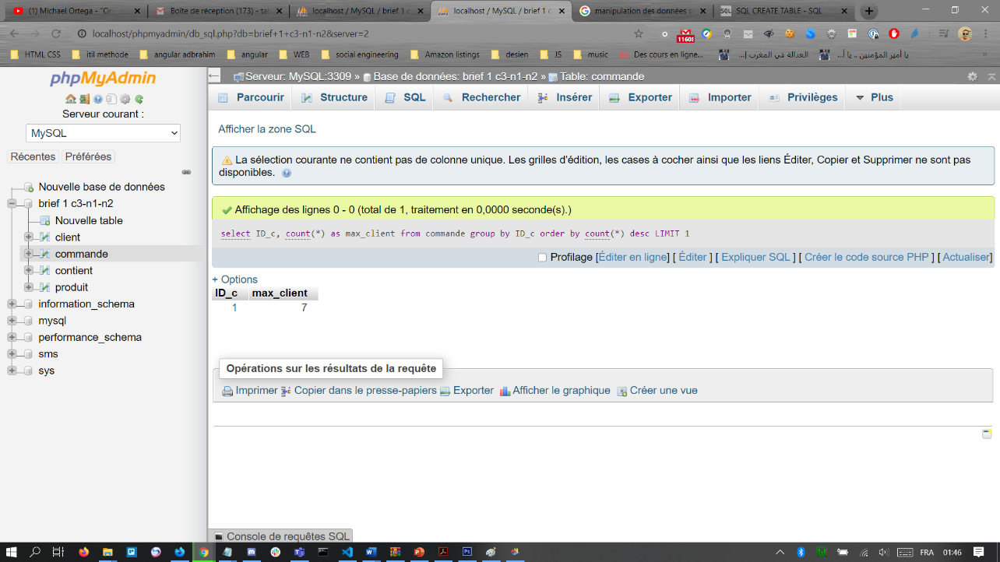 (1) Michael Ortega - "On
Boîte de réception (173) - tah
localhost / MySQL / brief 1 c
localhost / MySQL / brief 1 c
manipulation des données s
SQL CREATE TABLE - SQL
localhost/phpmyadmin/db_sql.php?db=brief+1+c3-n1-n2&server=2
11608
HTML CSS
itil methode
angular adbrahim
angular
WEB
social engineering
Amazon listings
desien
JS
music
Des cours en ligne...
العدالة في المغرب إ...
يا أمير المؤمنين .. يا أ...
phpMyAdmin
Serveur courant :
MySQL
Récentes
Préférées
Nouvelle base de données
brief 1 c3-n1-n2
Nouvelle table
client
commande
contient
produit
information_schema
mysql
performance_schema
sms
sys
Serveur: MySQL:3309 » Base de données: brief 1 c3-n1-n2 » Table: commande
Parcourir
Structure
SQL
Rechercher
Insérer
Exporter
Importer
Privilèges
Plus
Afficher la zone SQL
La sélection courante ne contient pas de colonne unique. Les grilles d'édition, les cases à cocher ainsi que les liens Éditer, Copier et Supprimer ne sont pas
disponibles.
Affichage des lignes 0 - 0 (total de 1, traitement en 0,0000 seconde(s).)
select ID_c, count(*) as max_client from commande group by ID_c order by count(*) desc LIMIT 1
Profilage [Éditer en ligne] [ Éditer ] [ Expliquer SQL ] [ Créer le code source PHP ] [ Actualiser]
+ Options
ID_c max_client
1 7
Opérations sur les résultats de la requête
Imprimer
Copier dans le presse-papiers
Exporter
Afficher le graphique
Créer une vue
Console de requêtes SQL
FRA
01:46